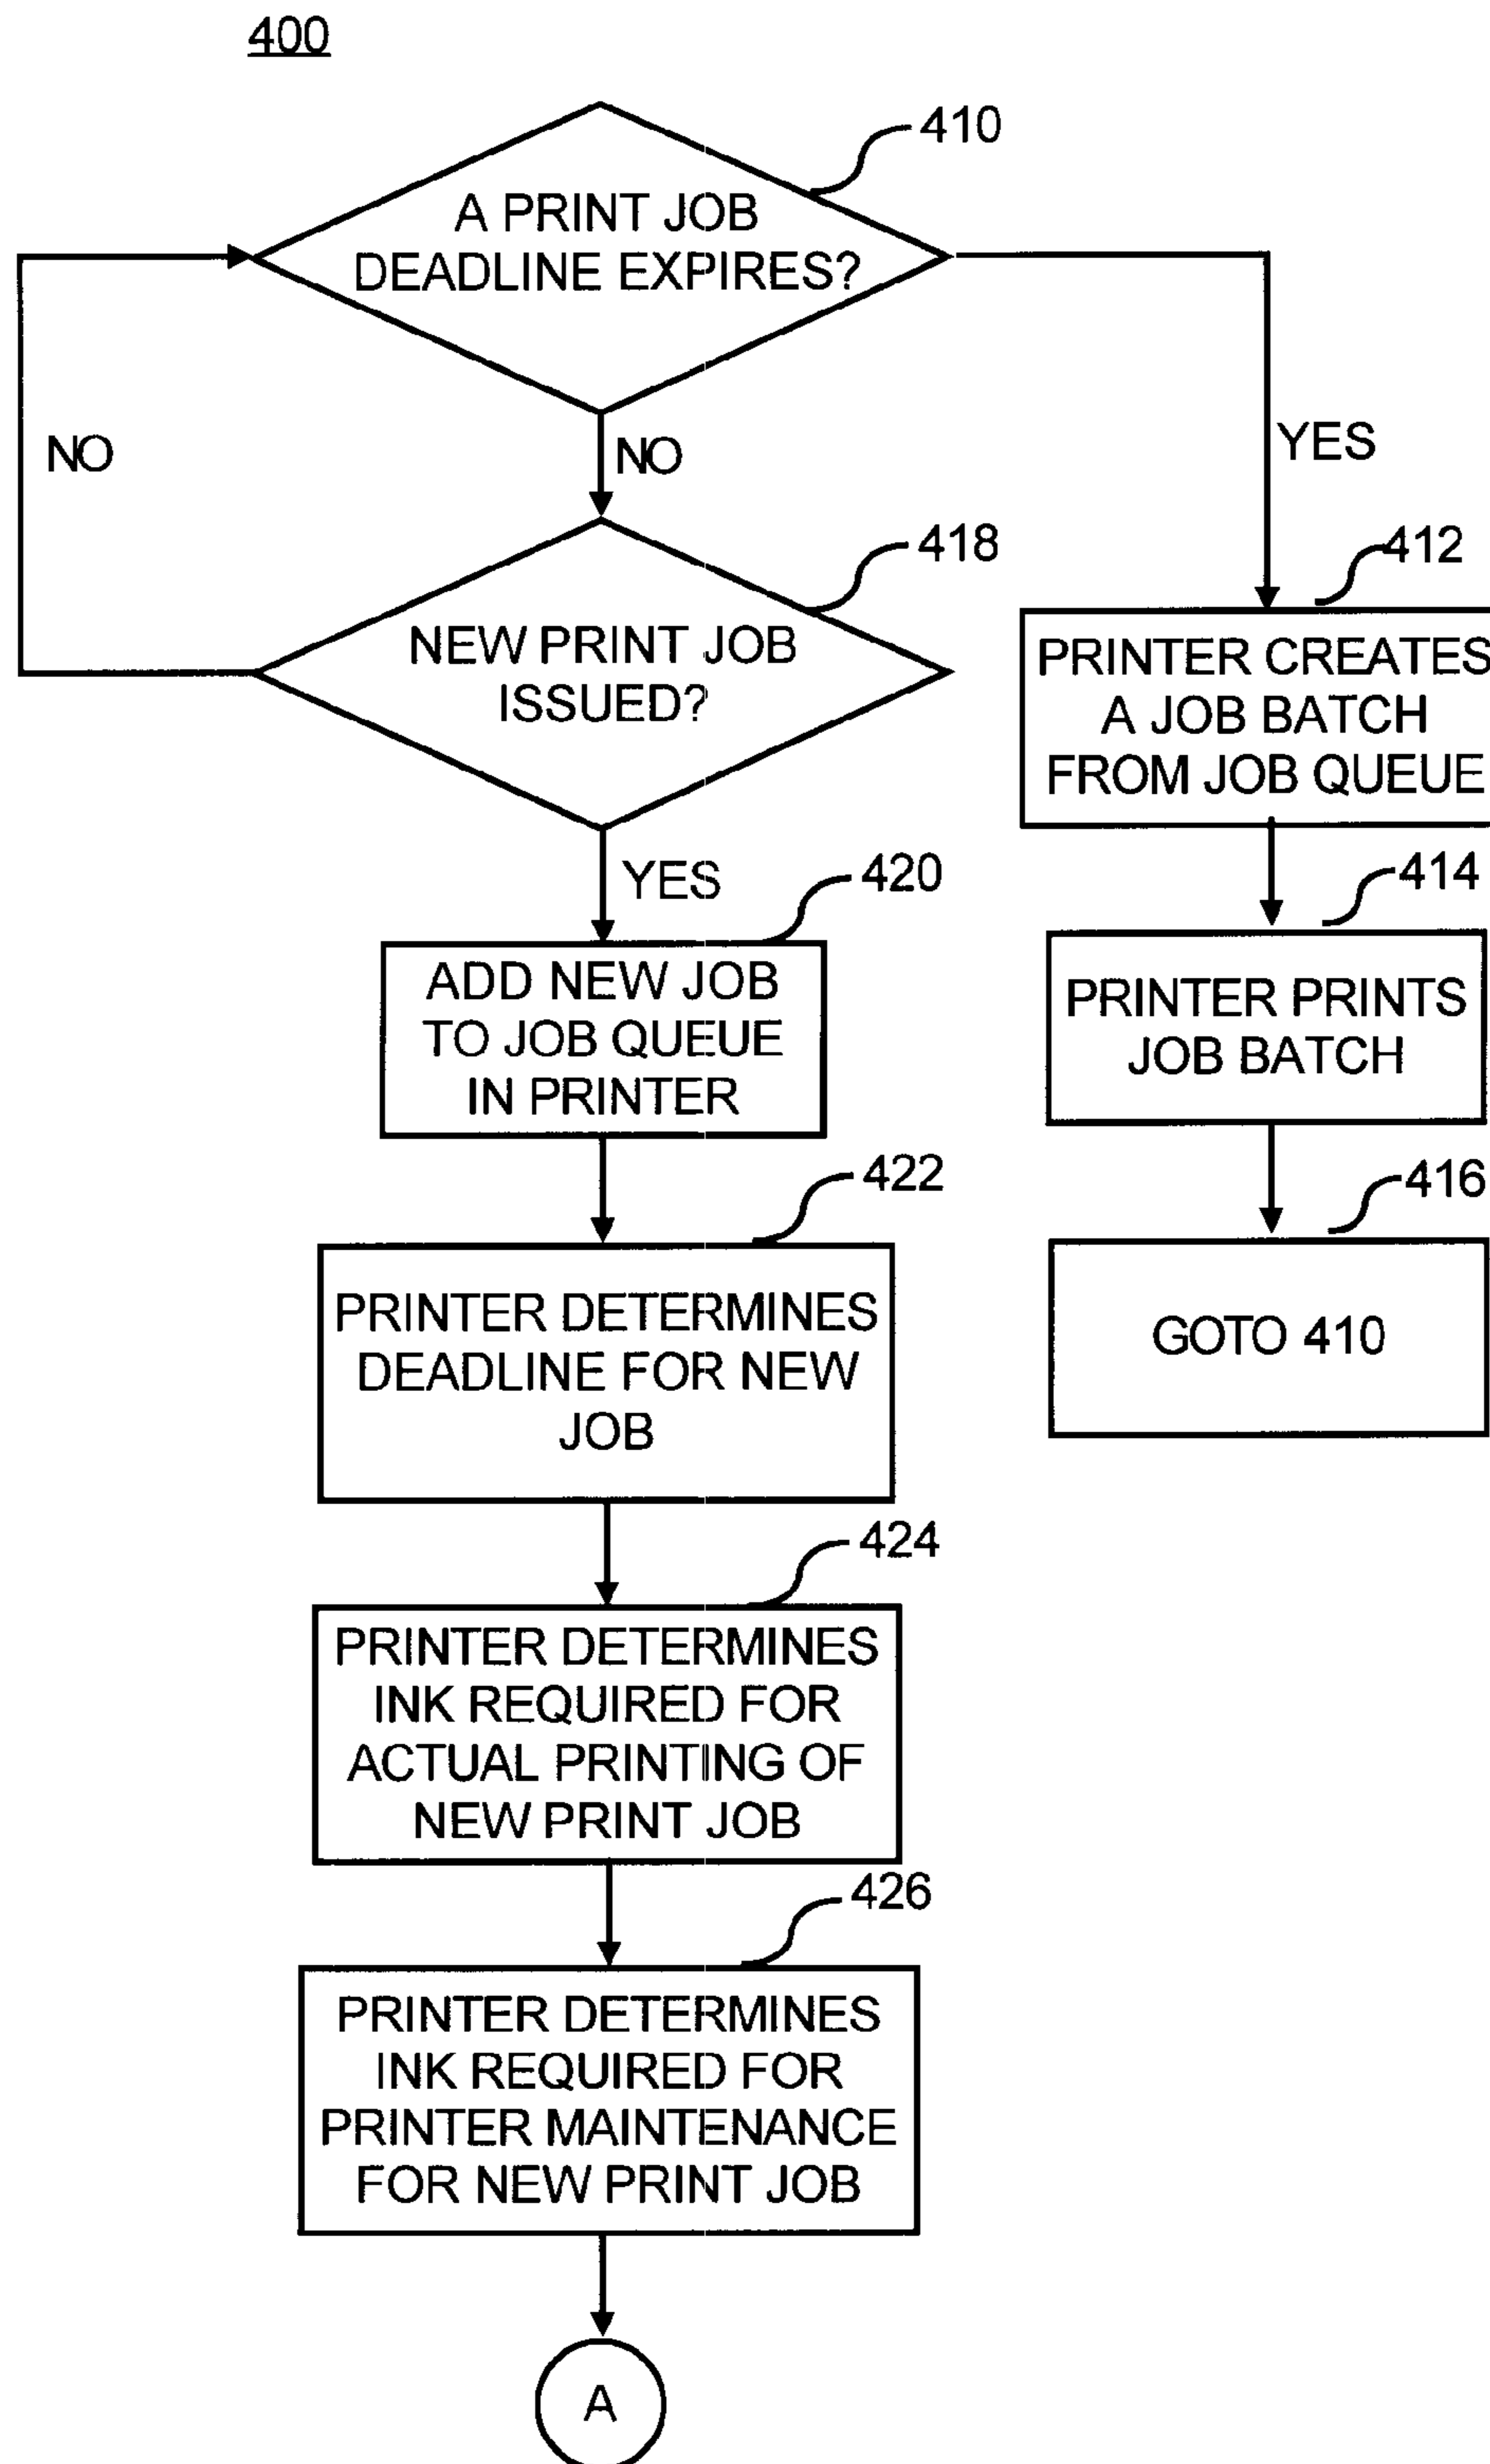 400
410
A PRINT JOB
DEADLINE EXPIRES?
NO
NO
YES
418
412
NEW PRINT JOB
ISSUED?
PRINTER CREATES
A JOB BATCH
FROM JOB QUEUE
YES
420
414
ADD NEW JOB
TO JOB QUEUE
IN PRINTER
PRINTER PRINTS
JOB BATCH
422
416
PRINTER DETERMINES
DEADLINE FOR NEW
JOB
GOTO 410
424
PRINTER DETERMINES
INK REQUIRED FOR
ACTUAL PRINTING OF
NEW PRINT JOB
426
PRINTER DETERMINES
INK REQUIRED FOR
PRINTER MAINTENANCE
FOR NEW PRINT JOB
A